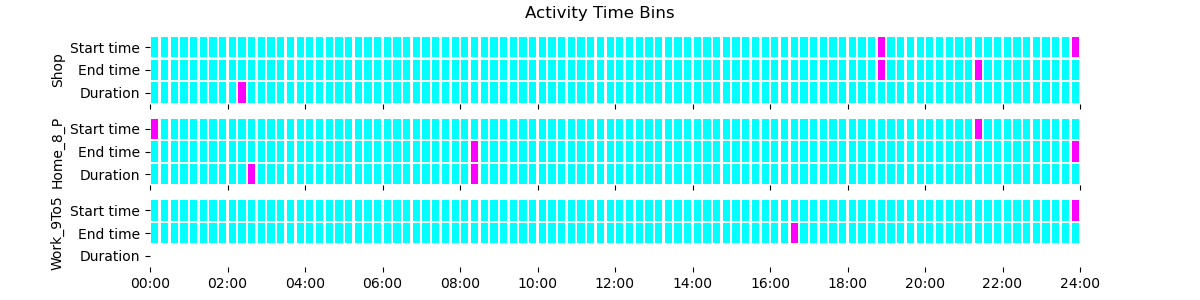 Activity Time Bins
Shop
Start time
End time
Duration
Home_8_P
Start time
End time
Duration
Work_9To5
Start time
End time
Duration
00:00 02:00 04:00 06:00 08:00 10:00 12:00 14:00 16:00 18:00 20:00 22:00 24:00